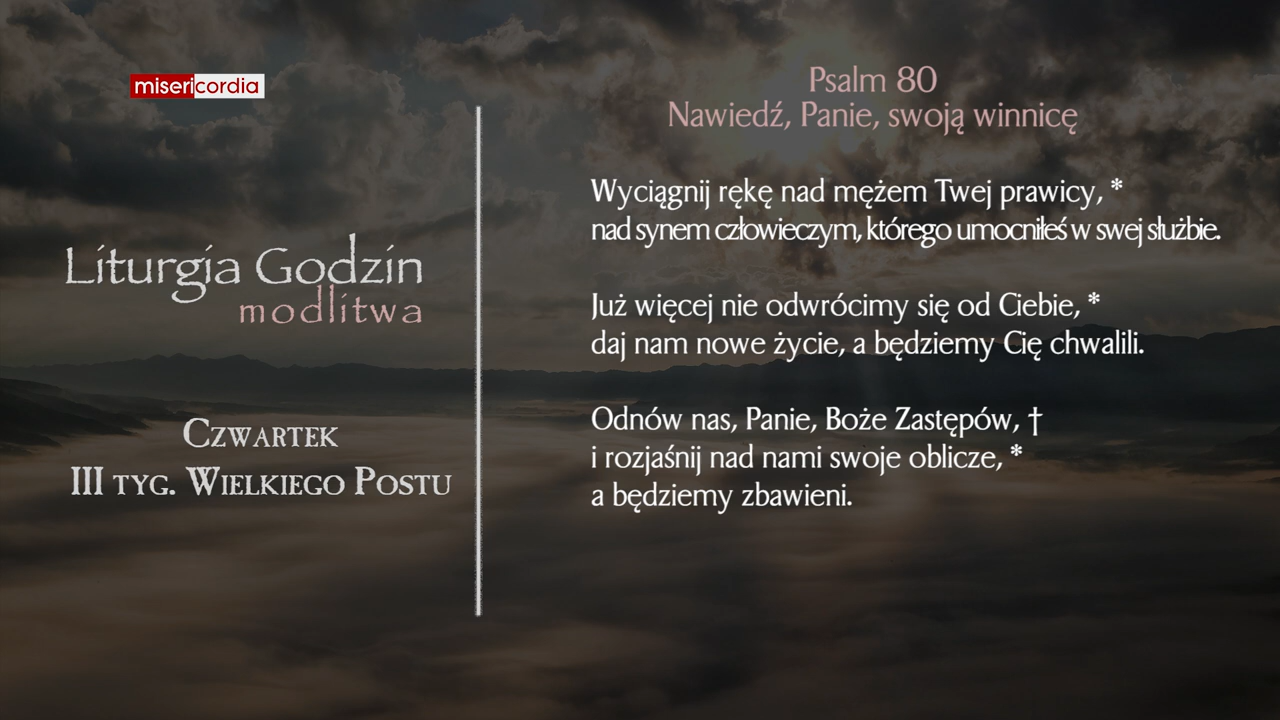 misericordia
Liturgia Godzin
modlitwa
Czwartek
III tyg. Wielkiego Postu
Psalm 80
Nawiedź, Panie, swoją winnicę
Wyciągnij rękę nad mężem Twej prawicy, *
nad synem człowieczym, którego umocniłeś w swej służbie.
Już więcej nie odwrócimy się od Ciebie, *
daj nam nowe życie, a będziemy Cię chwalili.
Odnów nas, Panie, Boże Zastępów, †
i rozjaśnij nad nami swoje oblicze, *
a będziemy zbawieni.